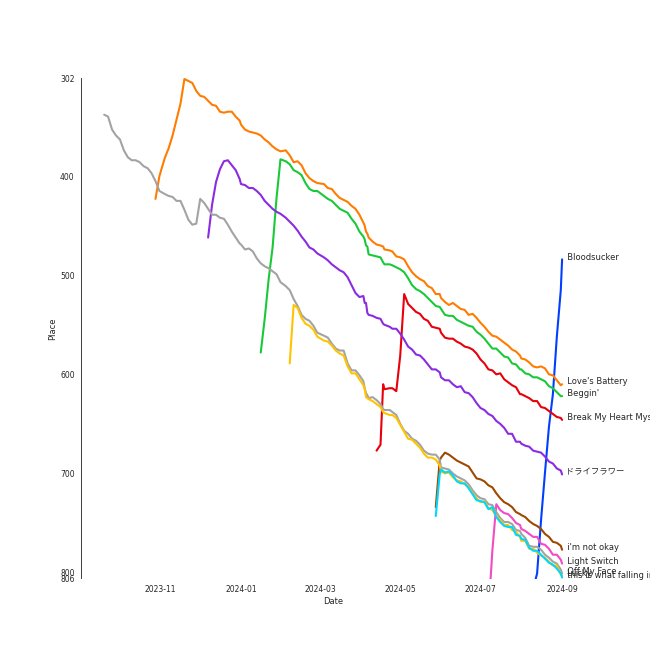 302
400
500
600
700
800
806
Place
2023-11
2024-01
2024-03
2024-05
2024-07
2024-09
Date
Bloodsucker
Love's Battery
Beggin'
Break My Heart Mys
ドライフラワー
i'm not okay
Light Switch
Off My Face
this is what falling i